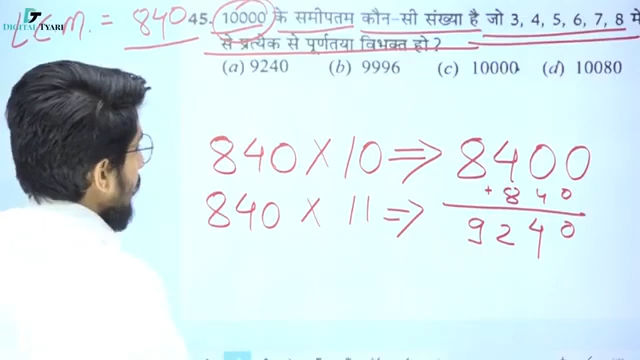 L.C.M. = 840
DIGITAL TYARI
45. 10000 के समीपतम कौन-सी संख्या है जो 3, 4, 5, 6, 7, 8 में
से प्रत्येक से पूर्णतया विभक्त हो ?
(a) 9240 (b) 9996 (c) 10000 (d) 10080
840 × 10 ⇒ 8400
+ 840
840 × 11 ⇒ 9240